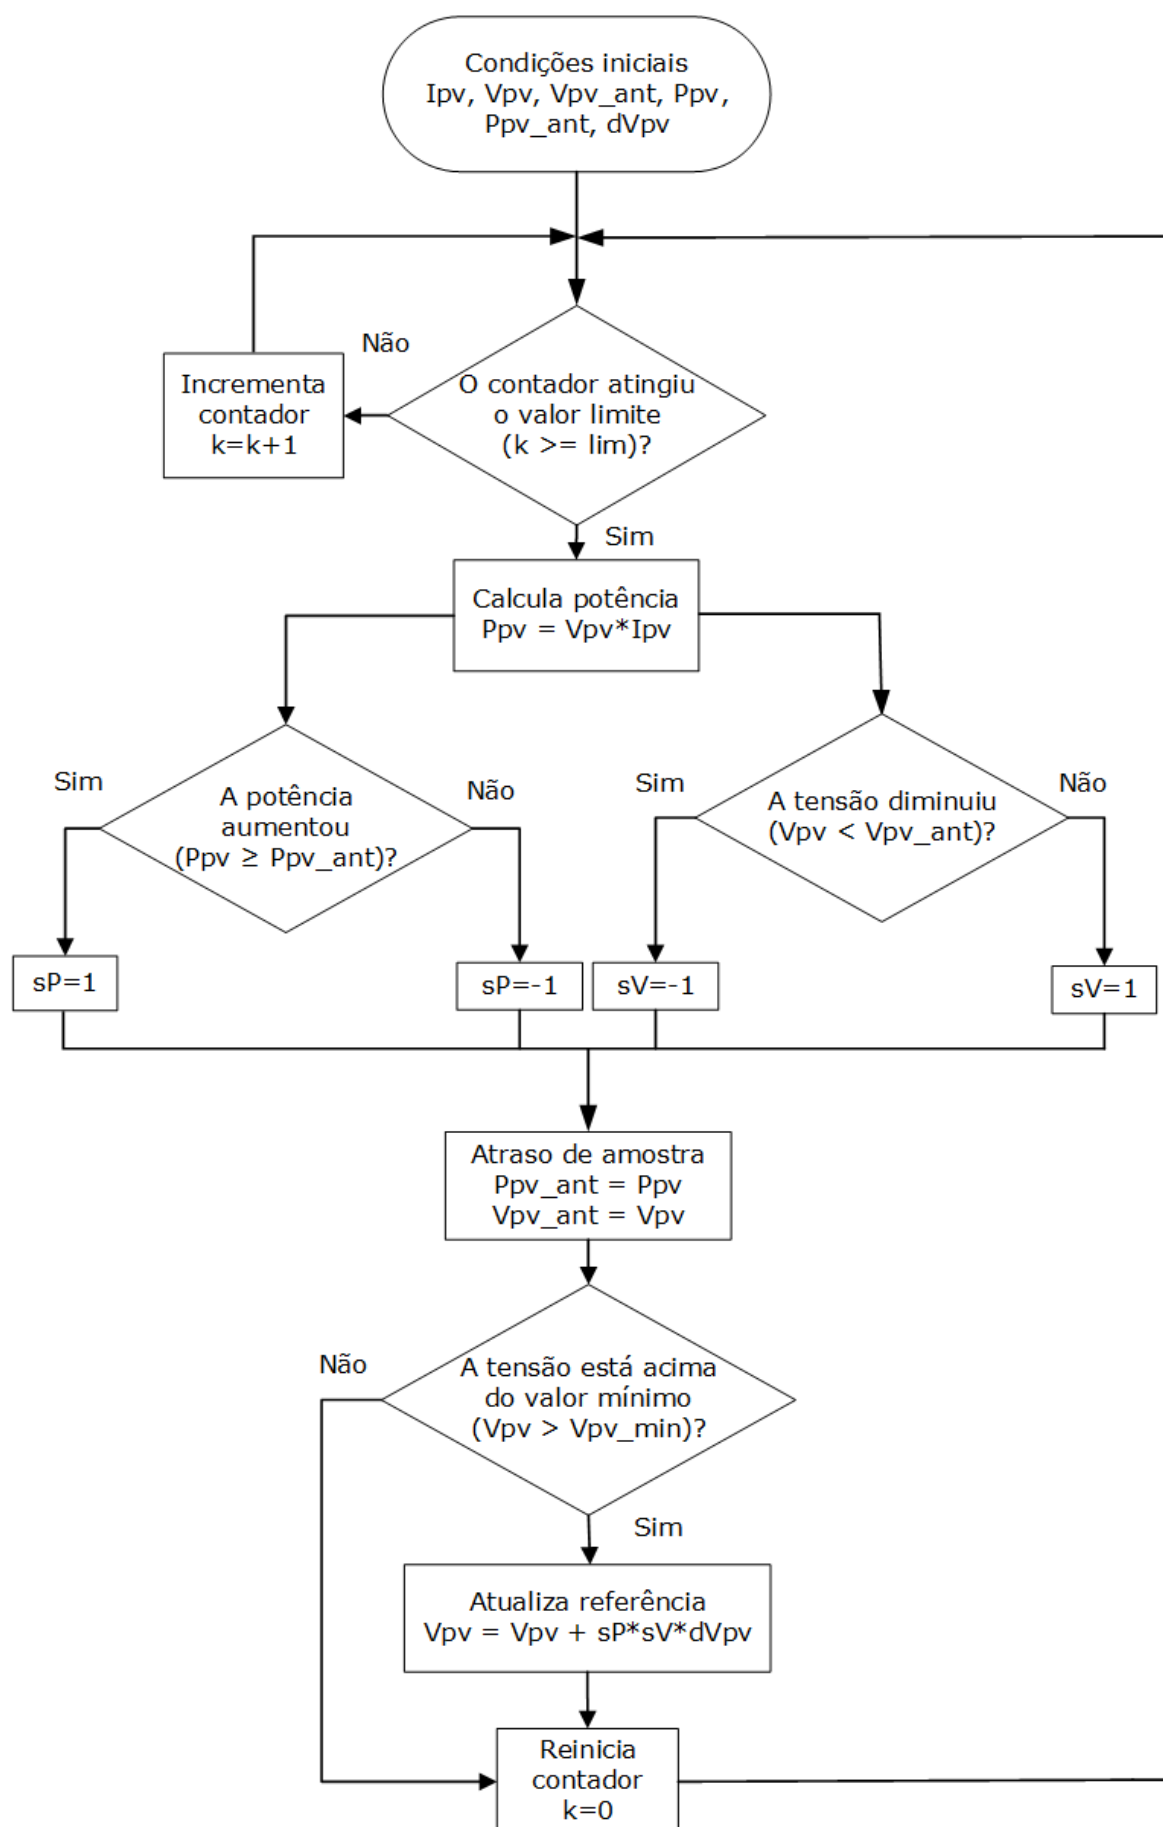 Condições iniciais
Ipv, Vpv, Vpv_ant, Ppv,
Ppv_ant, dVpv
Não
Incrementa
contador
k=k+1
O contador atingiu
o valor limite
(k >= lim)?
Sim
Calcula potência
Ppv = Vpv*Ipv
Sim
A potência
aumentou
(Ppv ≥ Ppv_ant)?
Não
Sim
A tensão diminuiu
(Vpv < Vpv_ant)?
Não
sP=1
sP=-1
sV=-1
sV=1
Atraso de amostra
Ppv_ant = Ppv
Vpv_ant = Vpv
Não
A tensão está acima
do valor mínimo
(Vpv > Vpv_min)?
Sim
Atualiza referência
Vpv = Vpv + sP*sV*dVpv
Reinicia
contador
k=0